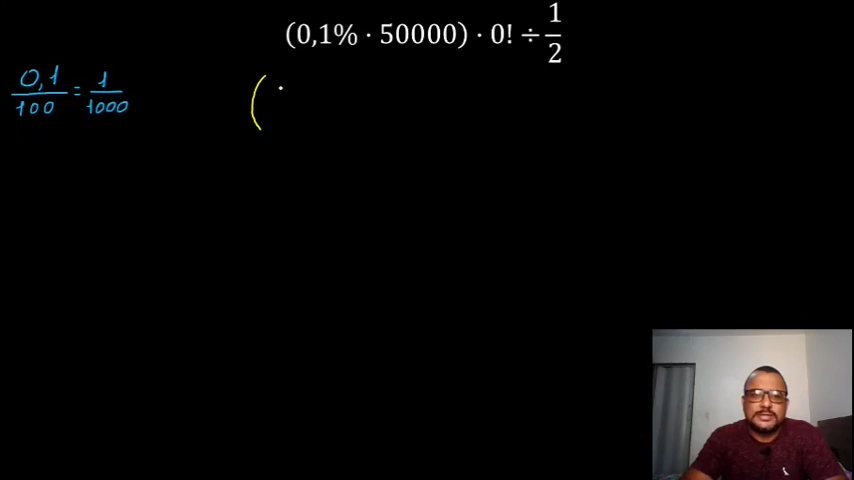 (0,1% · 50000) · 0! ÷ 1/2
0,1/100 = 1/1000
(